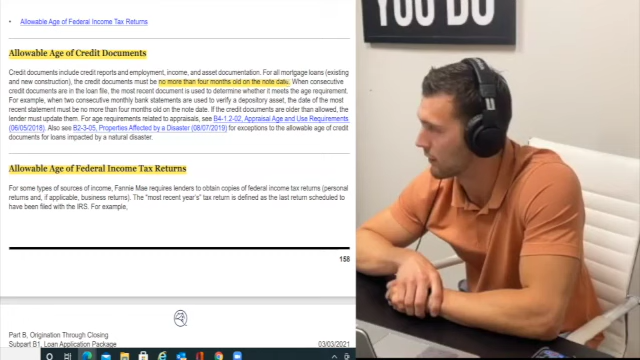 • Allowable Age of Federal Income Tax Returns
YOU DO
Allowable Age of Credit Documents
Credit documents include credit reports and employment, income, and asset documentation. For all mortgage loans (existing
and new construction), the credit documents must be no more than four months old on the note date. When consecutive
credit documents are in the loan file, the most recent document is used to determine whether it meets the age requirement.
For example, when two consecutive monthly bank statements are used to verify a depository asset, the date of the most
recent statement must be no more than four months old on the note date. If the credit documents are older than allowed, the
lender must update them. For age requirements related to appraisals, see B4-1.2-02, Appraisal Age and Use Requirements
(06/05/2018). Also see B2-3-05, Properties Affected by a Disaster (08/07/2019) for exceptions to the allowable age of credit
documents for loans impacted by a natural disaster.
Allowable Age of Federal Income Tax Returns
For some types of sources of income, Fannie Mae requires lenders to obtain copies of federal income tax returns (personal
returns and, if applicable, business returns). The "most recent year's" tax return is defined as the last return scheduled to
have been filed with the IRS. For example,
158
Part B, Origination Through Closing
Subpart B1, Loan Application Package
03/03/2021